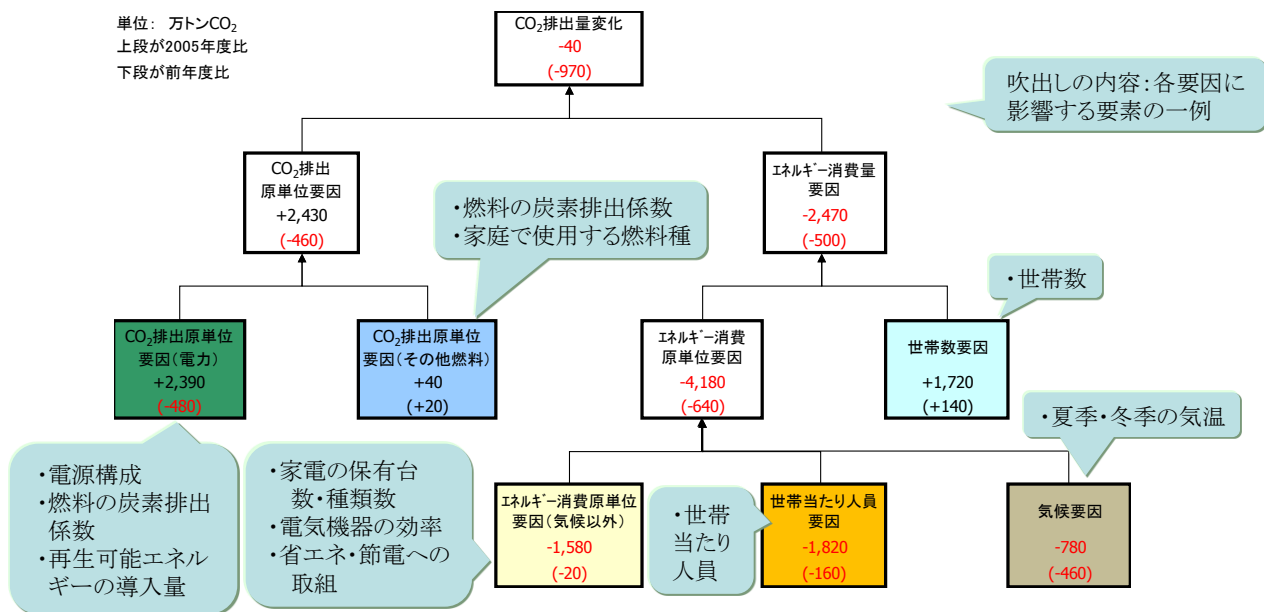 単位： 万トンCO₂
上段が2005年度比
下段が前年度比
CO₂排出量変化
-40
(-970)
吹出しの内容：各要因に
影響する要素の一例
CO₂排出
原単位要因
+2,430
(-460)
・燃料の炭素排出係数
・家庭で使用する燃料種
ｴﾈﾙｷﾞｰ消費量
要因
-2,470
(-500)
・世帯数
CO₂排出原単位
要因（電力）
+2,390
(-480)
CO₂排出原単位
要因（その他燃料）
+40
(+20)
ｴﾈﾙｷﾞｰ消費
原単位要因
-4,180
(-640)
世帯数要因
+1,720
(+140)
・夏季・冬季の気温
・電源構成
・燃料の炭素排出
係数
・再生可能エネル
ギーの導入量
・家電の保有台
数・種類数
・電気機器の効率
・省エネ・節電への
取組
ｴﾈﾙｷﾞｰ消費原単位
要因（気候以外）
-1,580
(-20)
・世帯
当たり
人員
世帯当たり人員
要因
-1,820
(-160)
気候要因
-780
(-460)